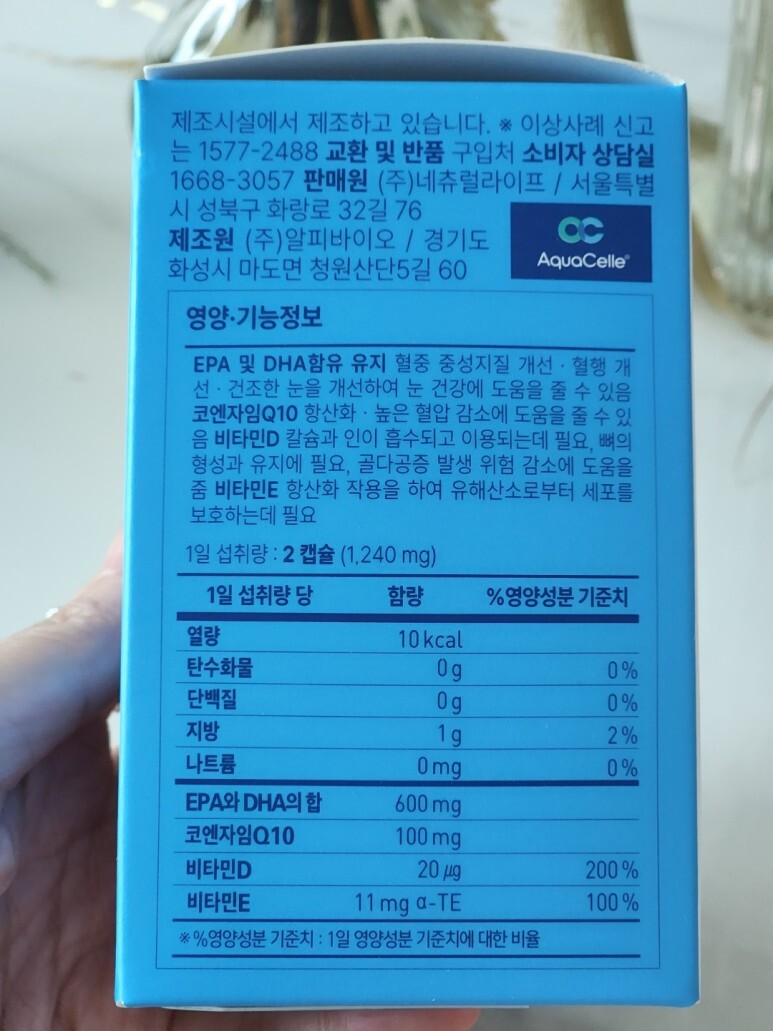 제조시설에서 제조하고 있습니다. ※ 이상사례 신고
는 1577-2488 교환 및 반품 구입처 소비자 상담실
1668-3057 판매원 (주)네츄럴라이프 / 서울특별
시 성북구 화랑로 32길 76
제조원 (주)알피바이오 / 경기도
화성시 마도면 청원산단5길 60
AquaCelle®
영양·기능정보
EPA 및 DHA함유 유지 혈중 중성지질 개선 · 혈행 개
선 · 건조한 눈을 개선하여 눈 건강에 도움을 줄 수 있음
코엔자임Q10 항산화 · 높은 혈압 감소에 도움을 줄 수 있
음 비타민D 칼슘과 인이 흡수되고 이용되는데 필요, 뼈의
형성과 유지에 필요, 골다공증 발생 위험 감소에 도움을
줌 비타민E 항산화 작용을 하여 유해산소로부터 세포를
보호하는데 필요
1일 섭취량 : 2 캡슐 (1,240 mg)
1일 섭취량 당 함량 %영양성분 기준치
열량 10 kcal
탄수화물 0 g 0 %
단백질 0 g 0 %
지방 1 g 2 %
나트륨 0 mg 0 %
EPA와 DHA의 합 600 mg
코엔자임Q10 100 mg
비타민D 20 µg 200 %
비타민E 11 mg α-TE 100 %
※ %영양성분 기준치 : 1일 영양성분 기준치에 대한 비율